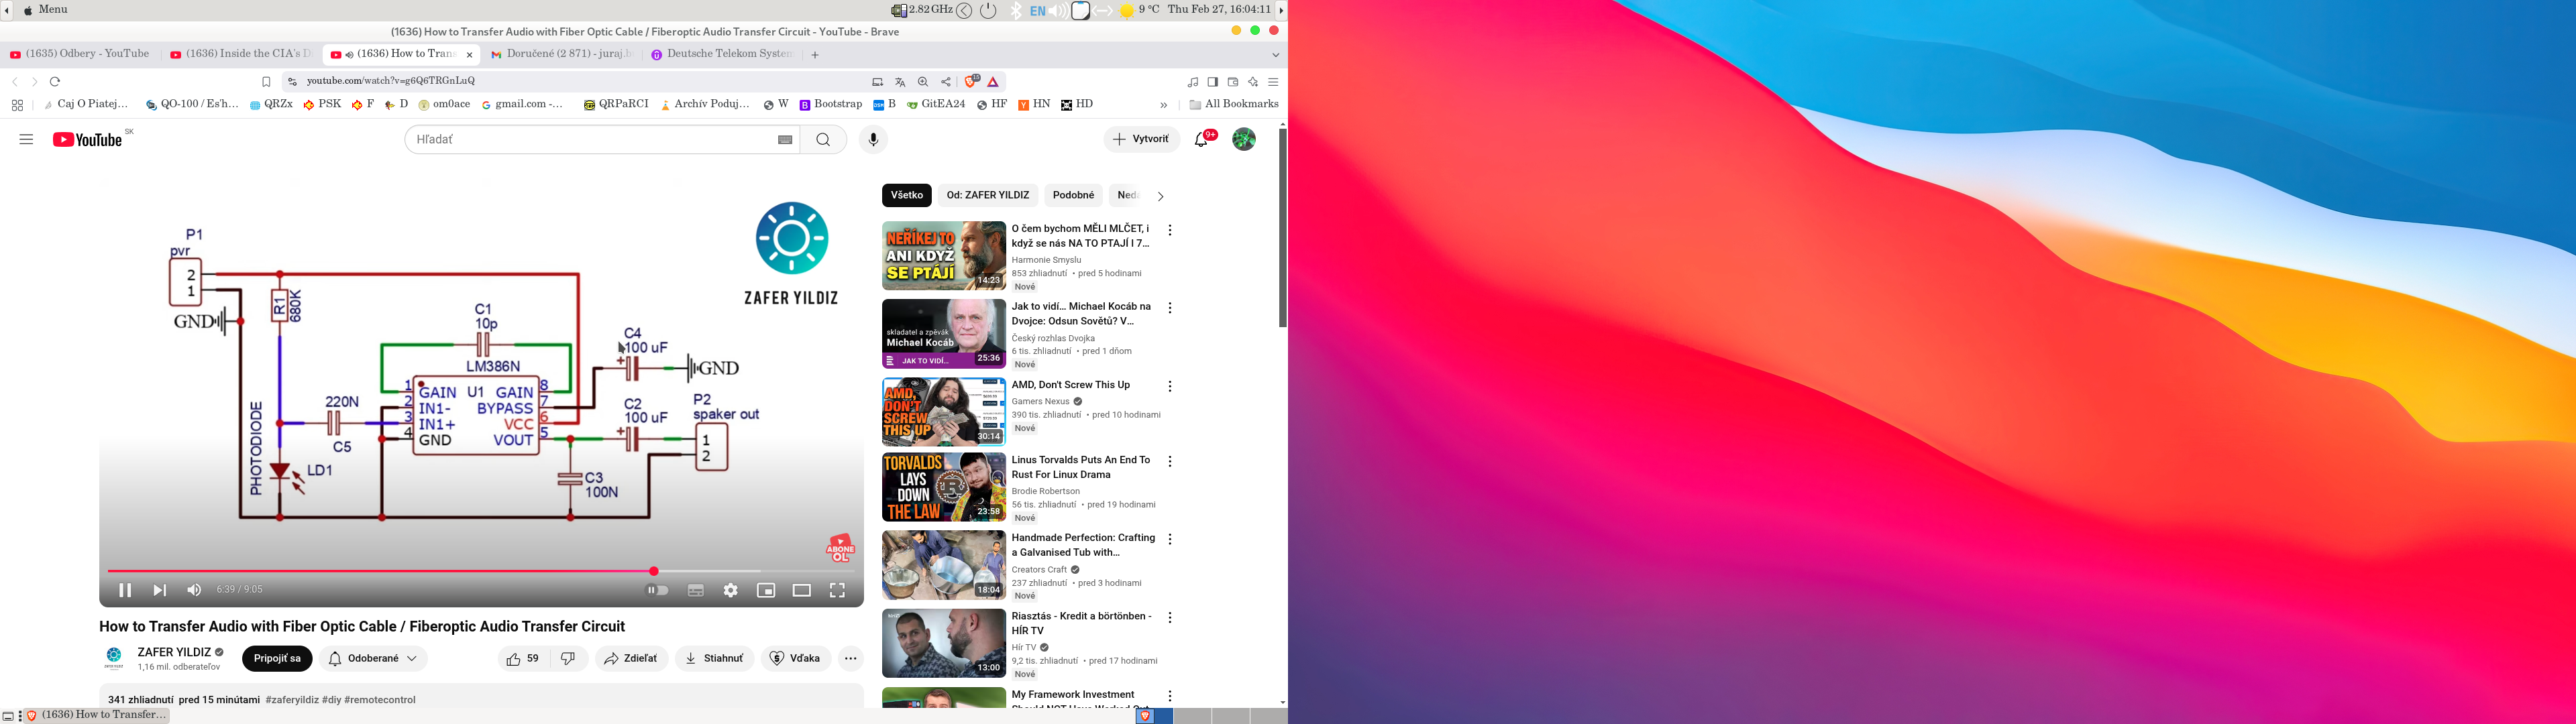 Menu
2.82 GHz
EN
9 °C Thu Feb 27, 16:04:11
(1636) How to Transfer Audio with Fiber Optic Cable / Fiberoptic Audio Transfer Circuit - YouTube - Brave
(1635) Odbery - YouTube
(1636) Inside the CIA's D
(1636) How to Trans
Doručené (2 871) - juraj.b
Deutsche Telekom System
youtube.com/watch?v=g6Q6TRGnLuQ
Caj O Piatej…
QO-100 / Es'h…
QRZx
PSK
F
D
om0ace
gmail.com -…
QRPaRCI
Archív Poduj…
W
Bootstrap
B
GitEA24
HF
HN
HD
All Bookmarks
YouTube SK
Hľadať
Vytvoriť
9+
P1
pvr
2
1
GND
R1
680K
PHOTODIODE
LD1
220N
C5
C1
10p
LM386N
1 GAIN U1 GAIN 8
2 IN1- BYPASS 7
3 IN1+ VCC 6
4 GND VOUT 5
C4
100 uF
GND
C2
100 uF
P2
spaker out
1
2
C3
100N
ZAFER YILDIZ
ABONE
OL
6:39 / 9:05
How to Transfer Audio with Fiber Optic Cable / Fiberoptic Audio Transfer Circuit
ZAFER YILDIZ
1,16 mil. odberateľov
Pripojiť sa
Odoberané
59
Zdieľať
Stiahnuť
Vďaka
341 zhliadnutí pred 15 minútami #zaferyildiz #diy #remotecontrol
Všetko
Od: ZAFER YILDIZ
Podobné
NEŘÍKEJ TO
ANI KDYŽ
SE PTÁJÍ
14:23
O čem bychom MĚLI MLČET, i
když se nás NA TO PTAJÍ I 7…
Harmonie Smyslu
853 zhliadnutí • pred 5 hodinami
Nové
skladatel a zpěvák
Michael Kocáb
JAK TO VIDÍ…
25:36
Jak to vidí… Michael Kocáb na
Dvojce: Odsun Sovětů? V…
Český rozhlas Dvojka
6 tis. zhliadnutí • pred 1 dňom
Nové
AMD,
DON'T
SCREW
THIS UP
30:14
AMD, Don't Screw This Up
Gamers Nexus
390 tis. zhliadnutí • pred 10 hodinami
Nové
TORVALDS
LAYS
DOWN
THE LAW
23:58
Linus Torvalds Puts An End To
Rust For Linux Drama
Brodie Robertson
56 tis. zhliadnutí • pred 19 hodinami
Nové
18:04
Handmade Perfection: Crafting
a Galvanised Tub with…
Creators Craft
237 zhliadnutí • pred 3 hodinami
Nové
13:00
Riasztás - Kredit a börtönben -
HÍR TV
Hír TV
9,2 tis. zhliadnutí • pred 17 hodinami
Nové
My Framework Investment
(1636) How to Transfer…